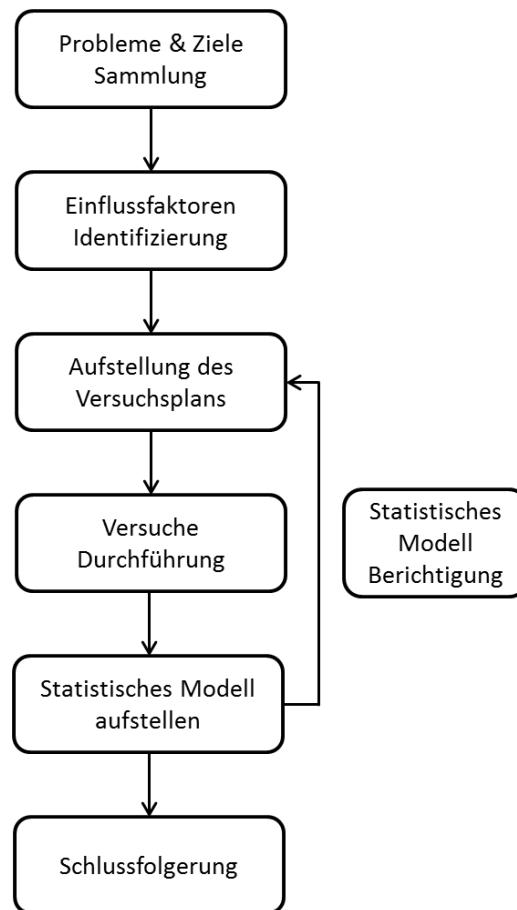 Probleme & Ziele
Sammlung
Einflussfaktoren
Identifizierung
Aufstellung des
Versuchsplans
Versuche
Durchführung
Statistisches
Modell
Berichtigung
Statistisches Modell
aufstellen
Schlussfolgerung